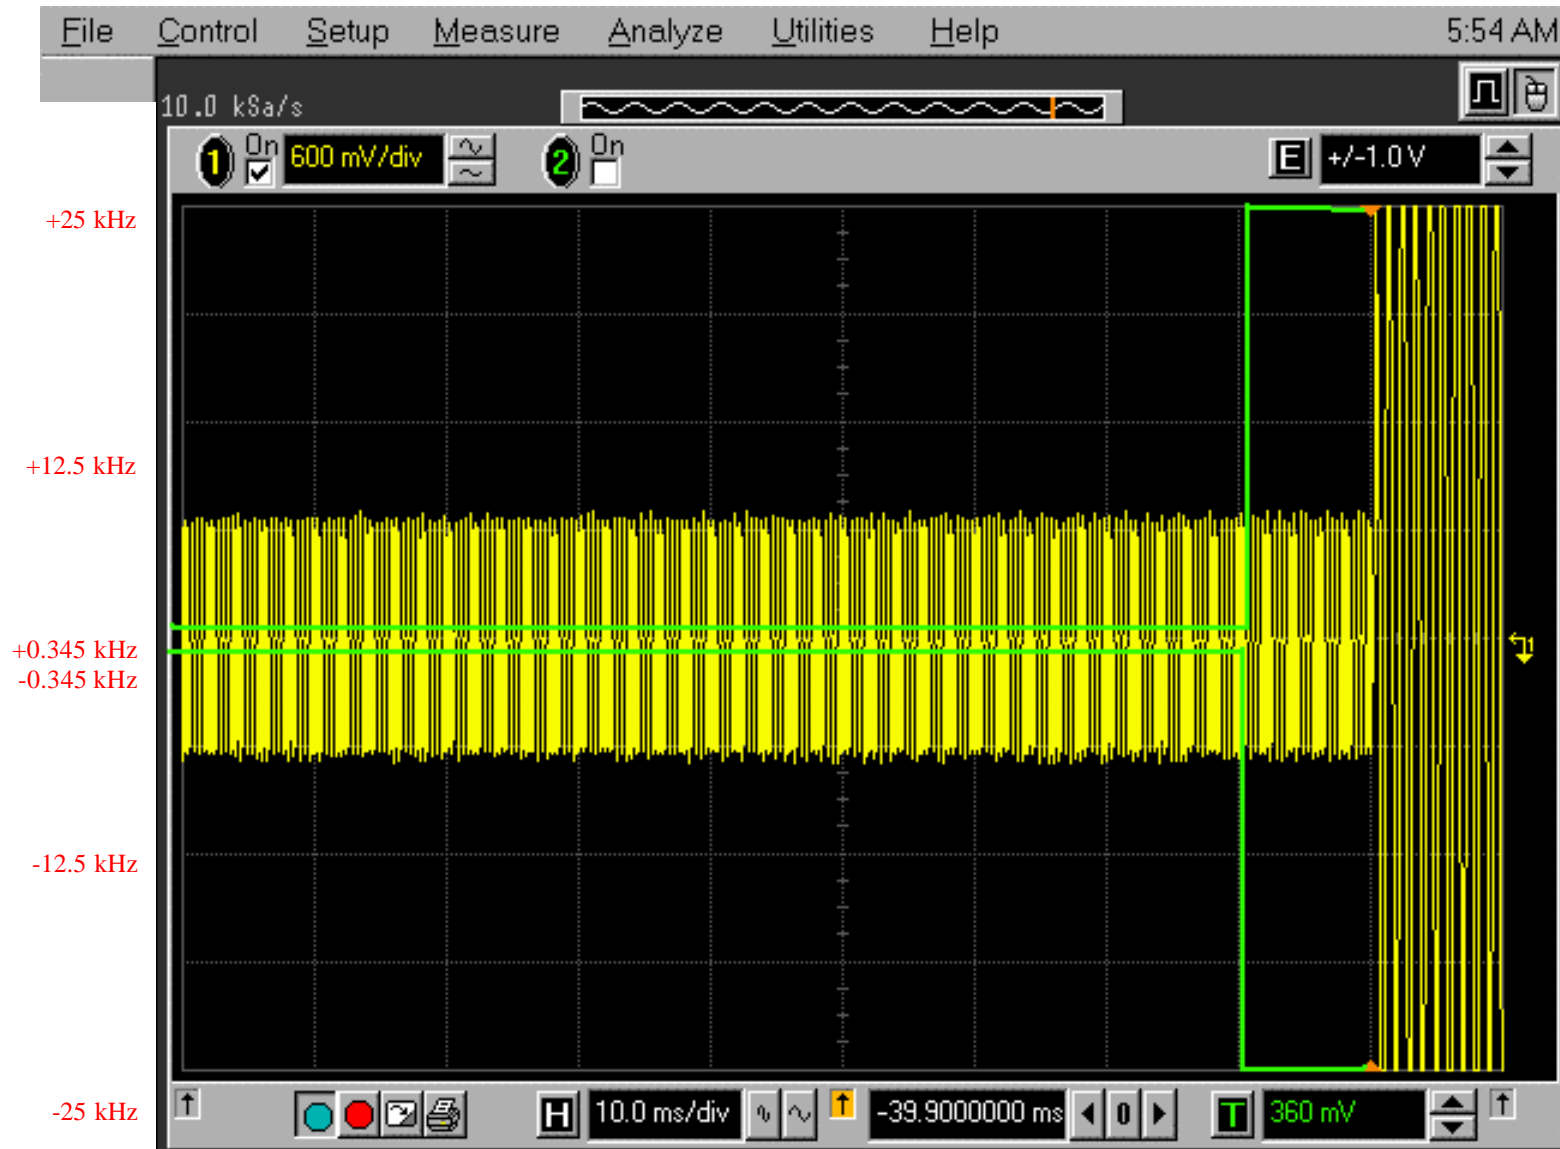 File Control Setup Measure Analyze Utilities Help 5:54 AM
10.0 kSa/s
1 On 600 mV/div 2 On E +/-1.0 V
+25 kHz
+12.5 kHz
+0.345 kHz
-0.345 kHz
-12.5 kHz
-25 kHz
H 10.0 ms/div -39.9000000 ms 0 T 360 mV